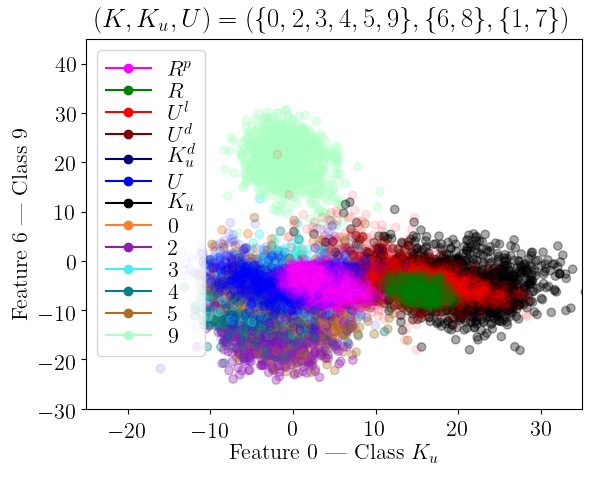 (K, K_u, U) = ({0, 2, 3, 4, 5, 9}, {6, 8}, {1, 7})
Feature 6 — Class 9
40
30
20
10
0
−10
−20
−30
R^p
R
U^l
U^d
K_u^d
U
K_u
0
2
3
4
5
9
−20
−10
0
10
20
30
Feature 0 — Class K_u